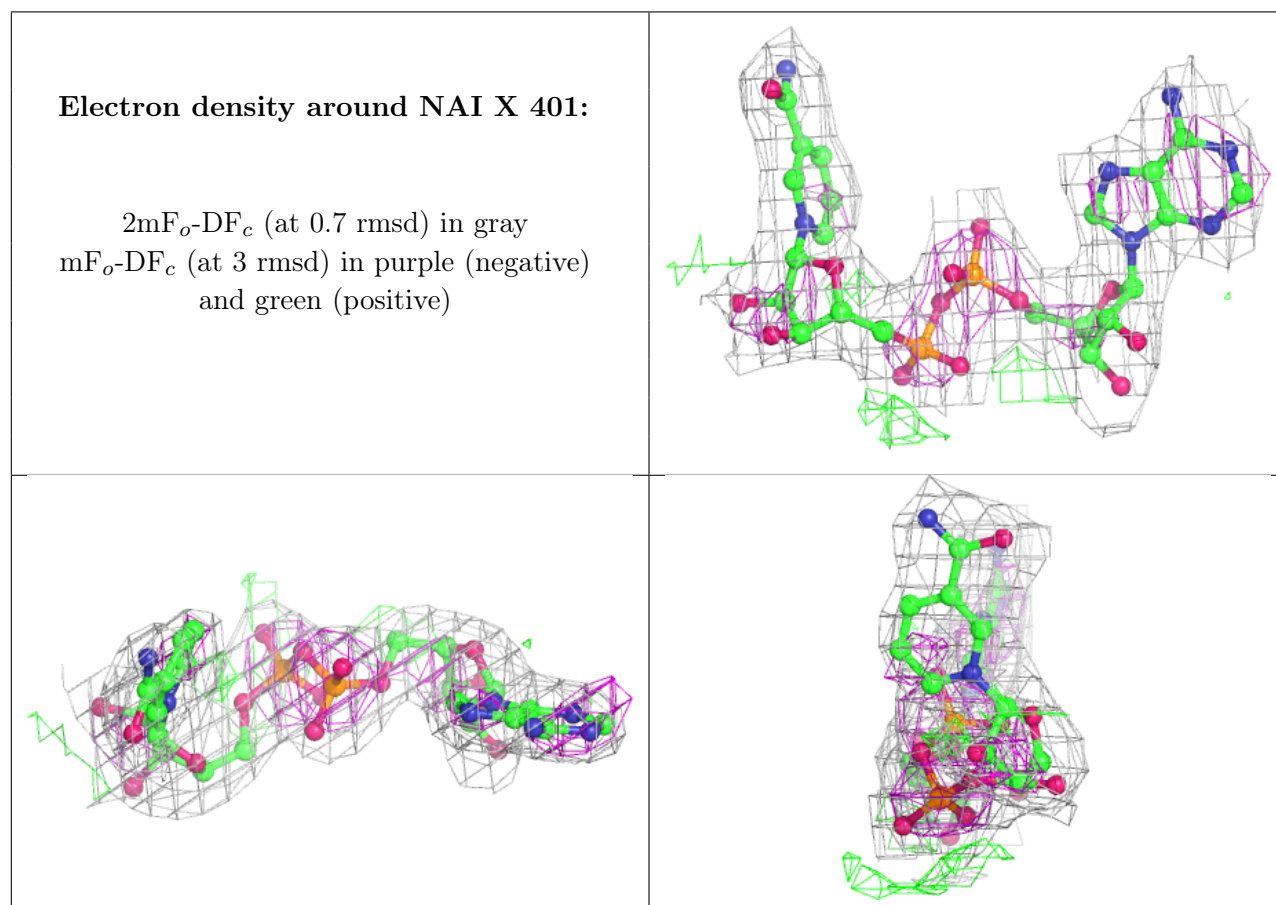 Electron density around NAI X 401:
2mFo-DFc (at 0.7 rmsd) in gray
mFo-DFc (at 3 rmsd) in purple (negative)
and green (positive)